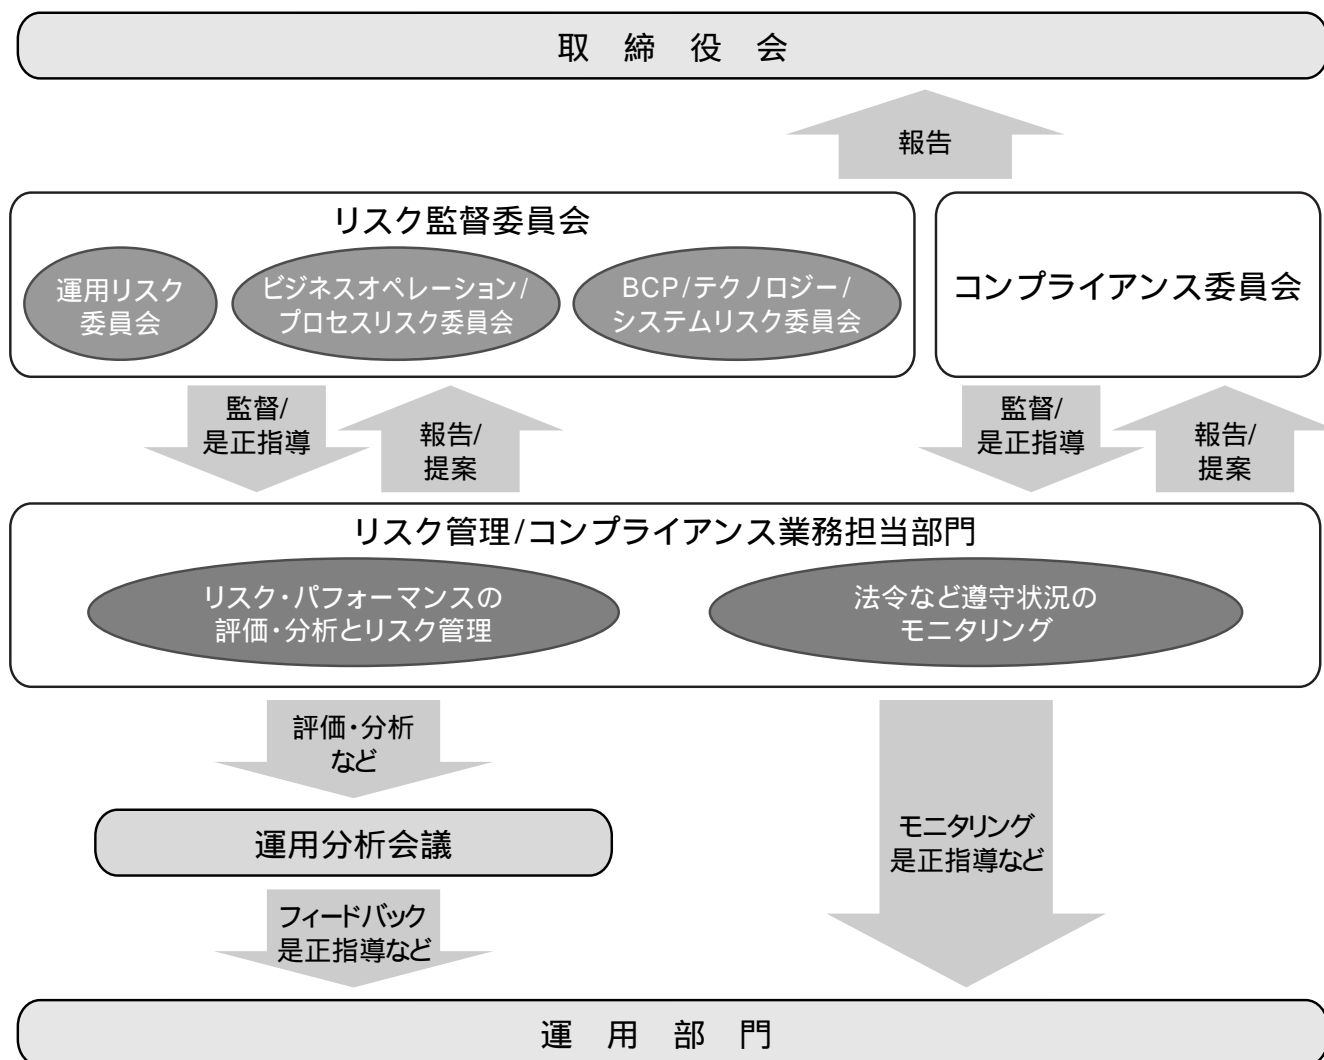 取締役会
報告
リスク監督委員会
運用リスク
委員会
ビジネスオペレーション/
プロセスリスク委員会
BCP/テクノロジー/
システムリスク委員会
コンプライアンス委員会
監督/
是正指導
報告/
提案
監督/
是正指導
報告/
提案
リスク管理/コンプライアンス業務担当部門
リスク・パフォーマンスの
評価・分析とリスク管理
法令など遵守状況の
モニタリング
評価・分析
など
運用分析会議
フィードバック
是正指導など
モニタリング
是正指導など
運用部門